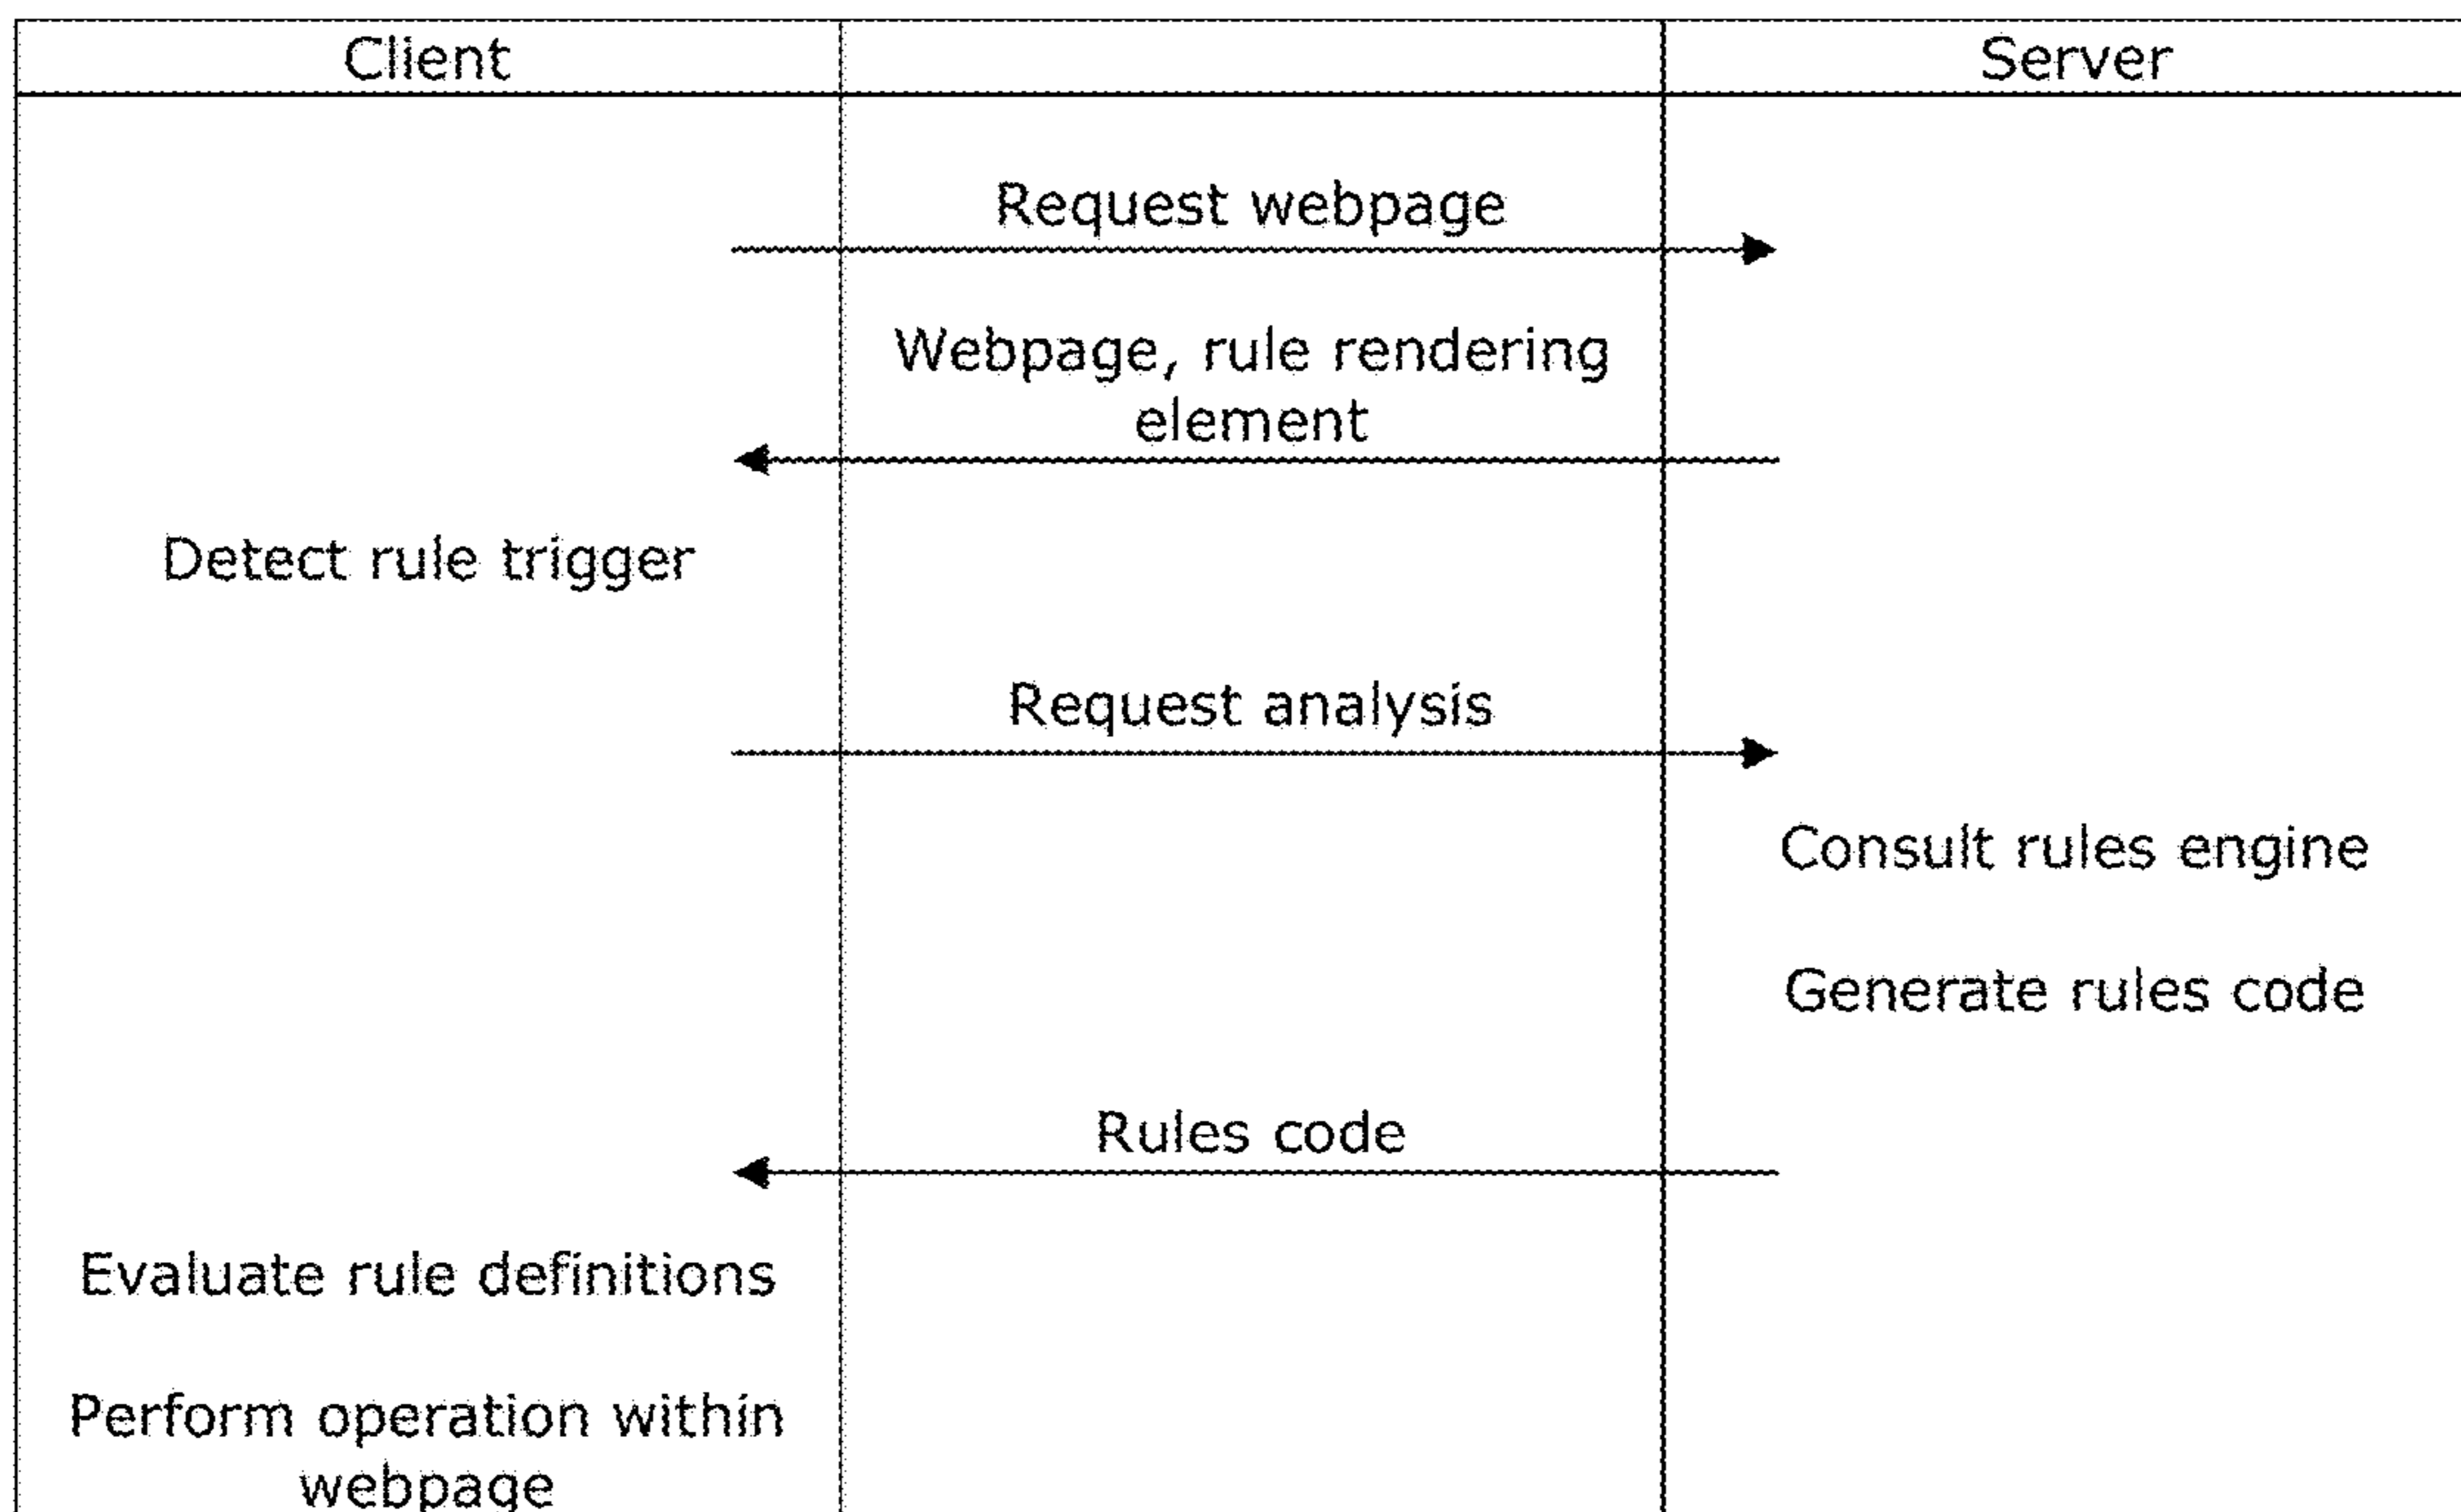 Client
Server
Request webpage
Webpage, rule rendering
element
Detect rule trigger
Request analysis
Consult rules engine
Generate rules code
Rules code
Evaluate rule definitions
Perform operation within
webpage